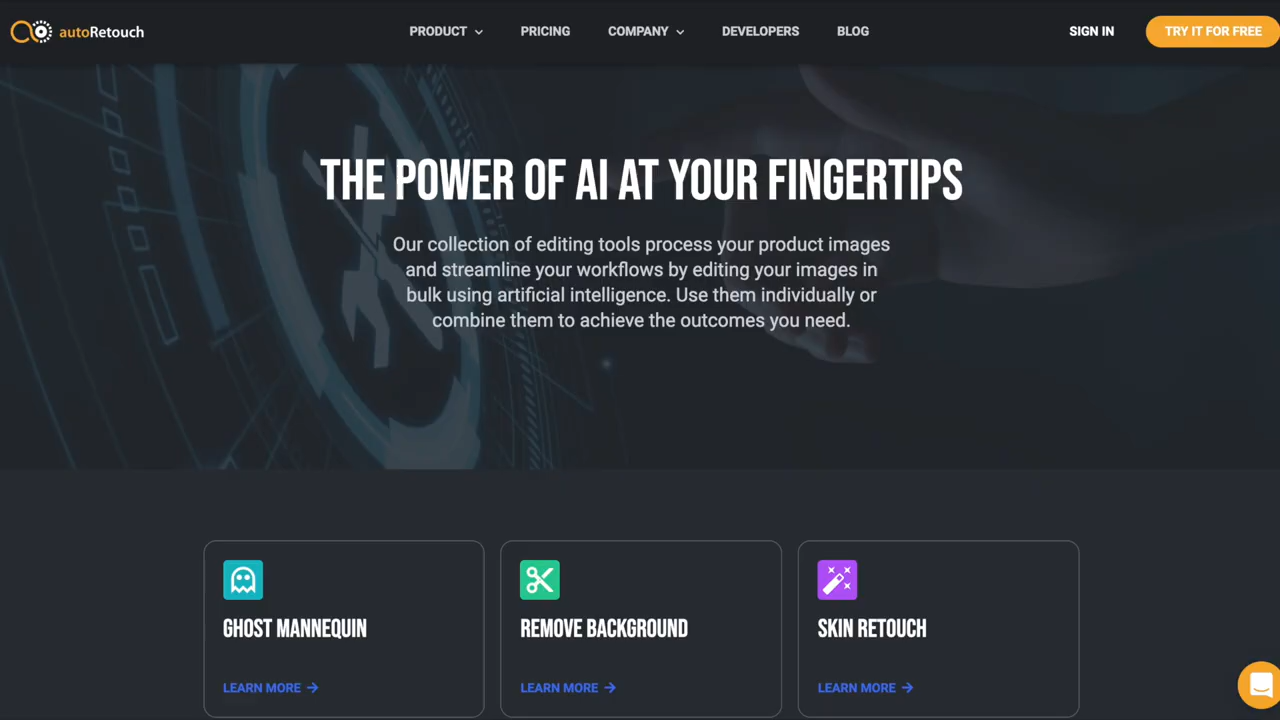 autoRetouch
PRODUCT
PRICING
COMPANY
DEVELOPERS
BLOG
SIGN IN
TRY IT FOR FREE
THE POWER OF AI AT YOUR FINGERTIPS
Our collection of editing tools process your product images
and streamline your workflows by editing your images in
bulk using artificial intelligence. Use them individually or
combine them to achieve the outcomes you need.
GHOST MANNEQUIN
LEARN MORE
REMOVE BACKGROUND
LEARN MORE
SKIN RETOUCH
LEARN MORE